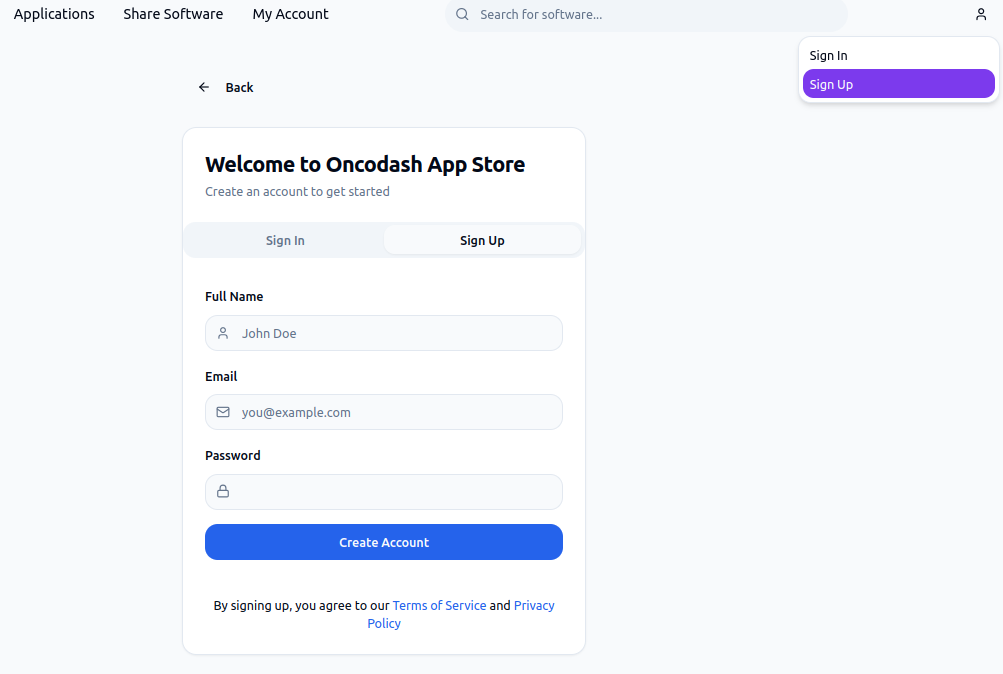 Applications Share Software My Account Search for software...
Sign In
Sign Up
Back
Welcome to Oncodash App Store
Create an account to get started
Sign In Sign Up
Full Name
John Doe
Email
you@example.com
Password
Create Account
By signing up, you agree to our Terms of Service and Privacy
Policy